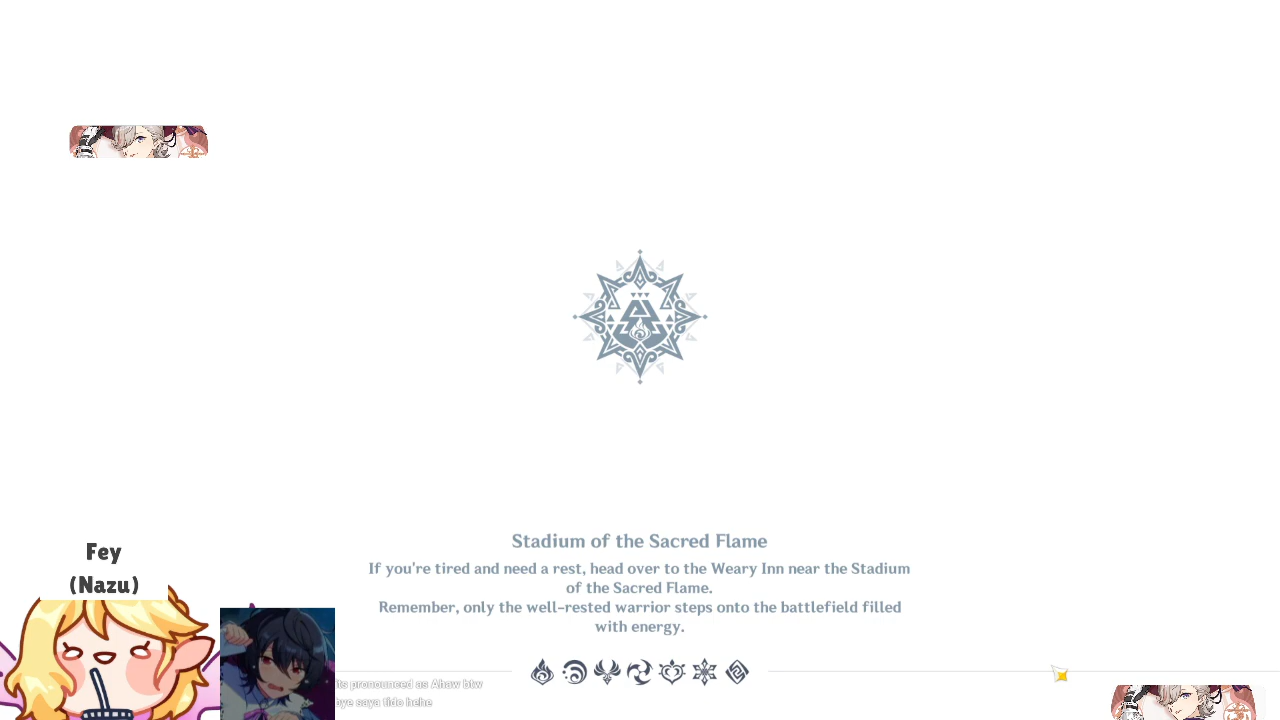 Stadium of the Sacred Flame
If you're tired and need a rest, head over to the Weary Inn near the Stadium
of the Sacred Flame.
Remember, only the well-rested warrior steps onto the battlefield filled
with energy.
Fey
(Nazu)
its pronounced as Ahaw btw
bye says tido hehe